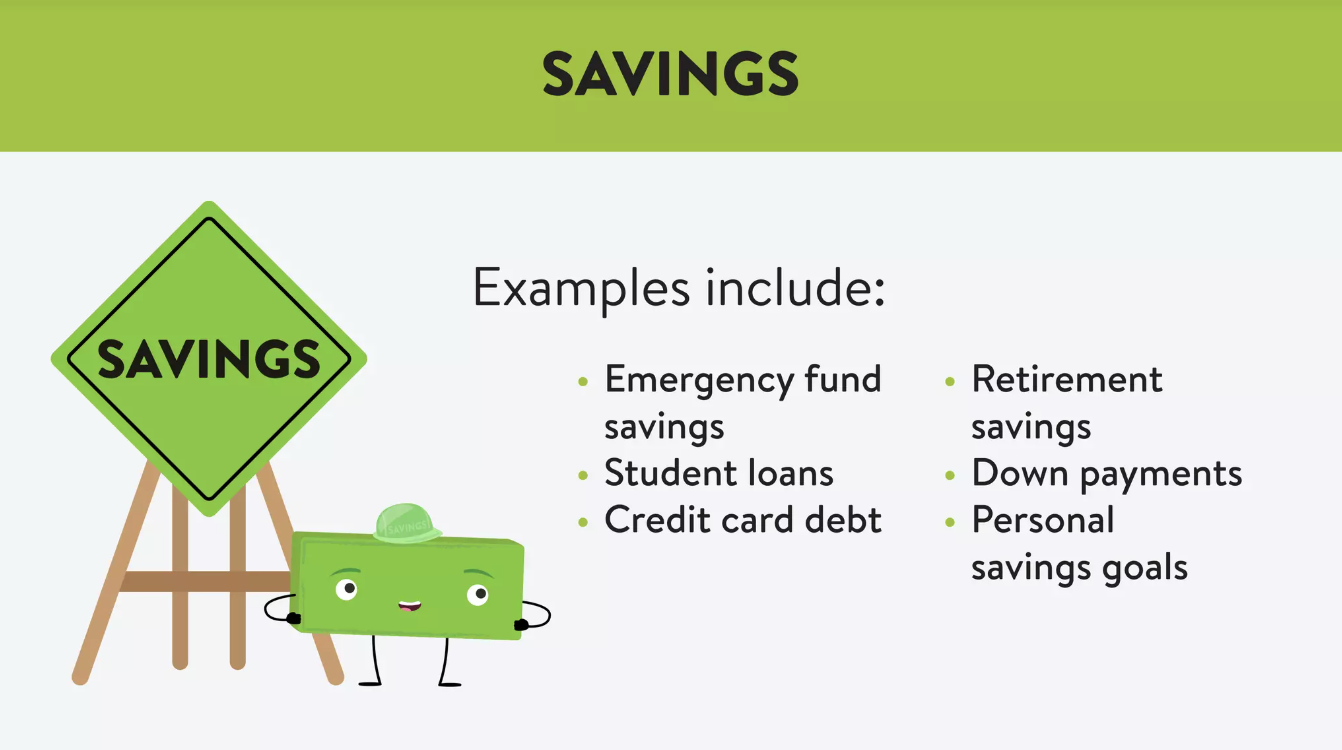 SAVINGS
SAVINGS
Examples include:
Emergency fund
savings
Student loans
Credit card debt
Retirement
savings
Down payments
Personal
savings goals
SAVINGS